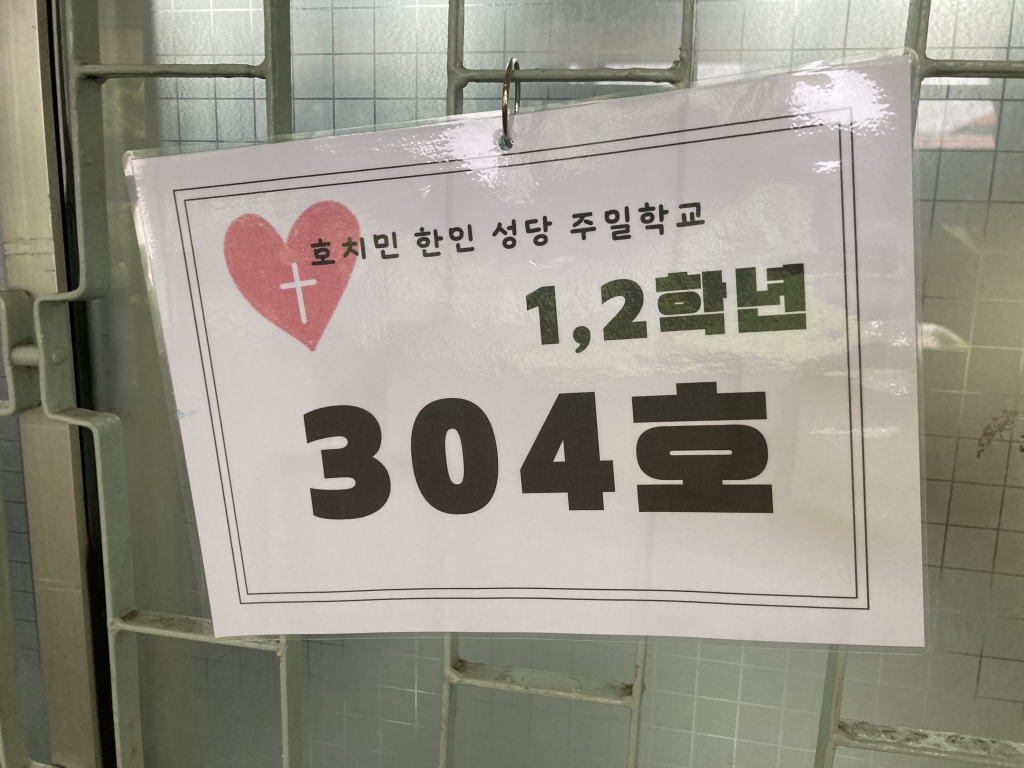 호치민 한인 성당 주일학교
1,2학년
304호